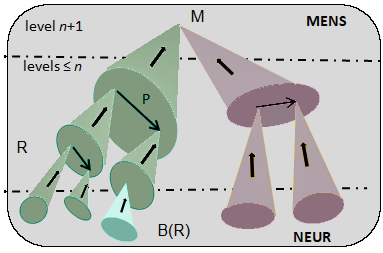 M
MENS
level n+1
levels ≤ n
P
R
B(R)
NEUR